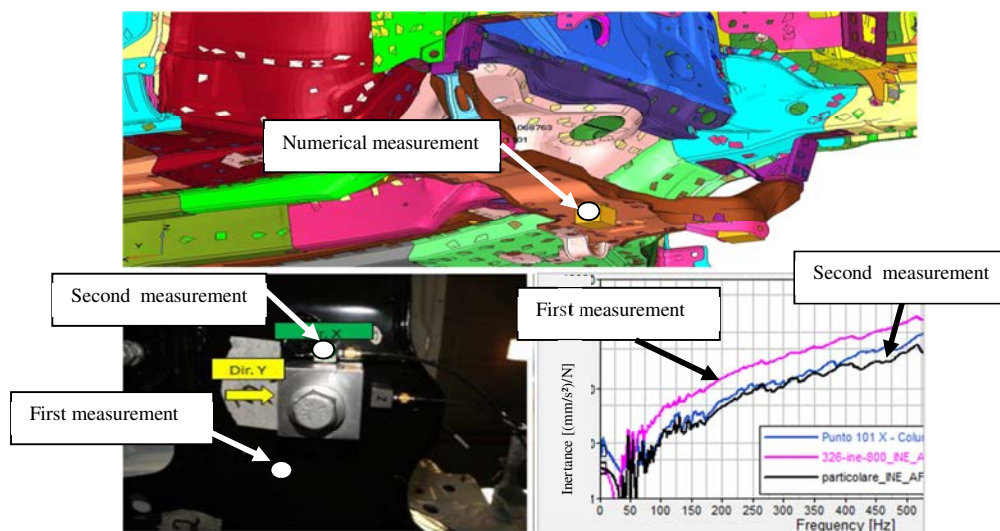 Numerical measurement
Z
Y
Second measurement
Dir. Y
First measurement
Second measurement
First measurement
Inertance [(mm/s²)/N]
Punto 101 X - Colu
326-ine-800_INE_AF
particolare_INE_AF
0 50 100 150 200 250 300 350 400 450 500
Frequency [Hz]